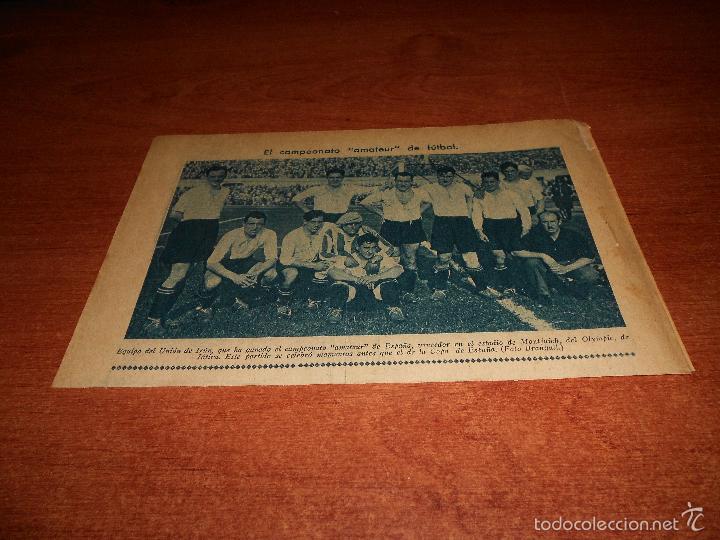 El campeonato "amateur" de fútbol.
Equipo del Unión de Irún, que ha ganado el campeonato "amateur" de España, vencedor en el estadio de Montjuich, del Olimpic, de
Játiva. Este partido se celebró momentos antes que el de la Copa de España. (Foto
todocoleccion.net